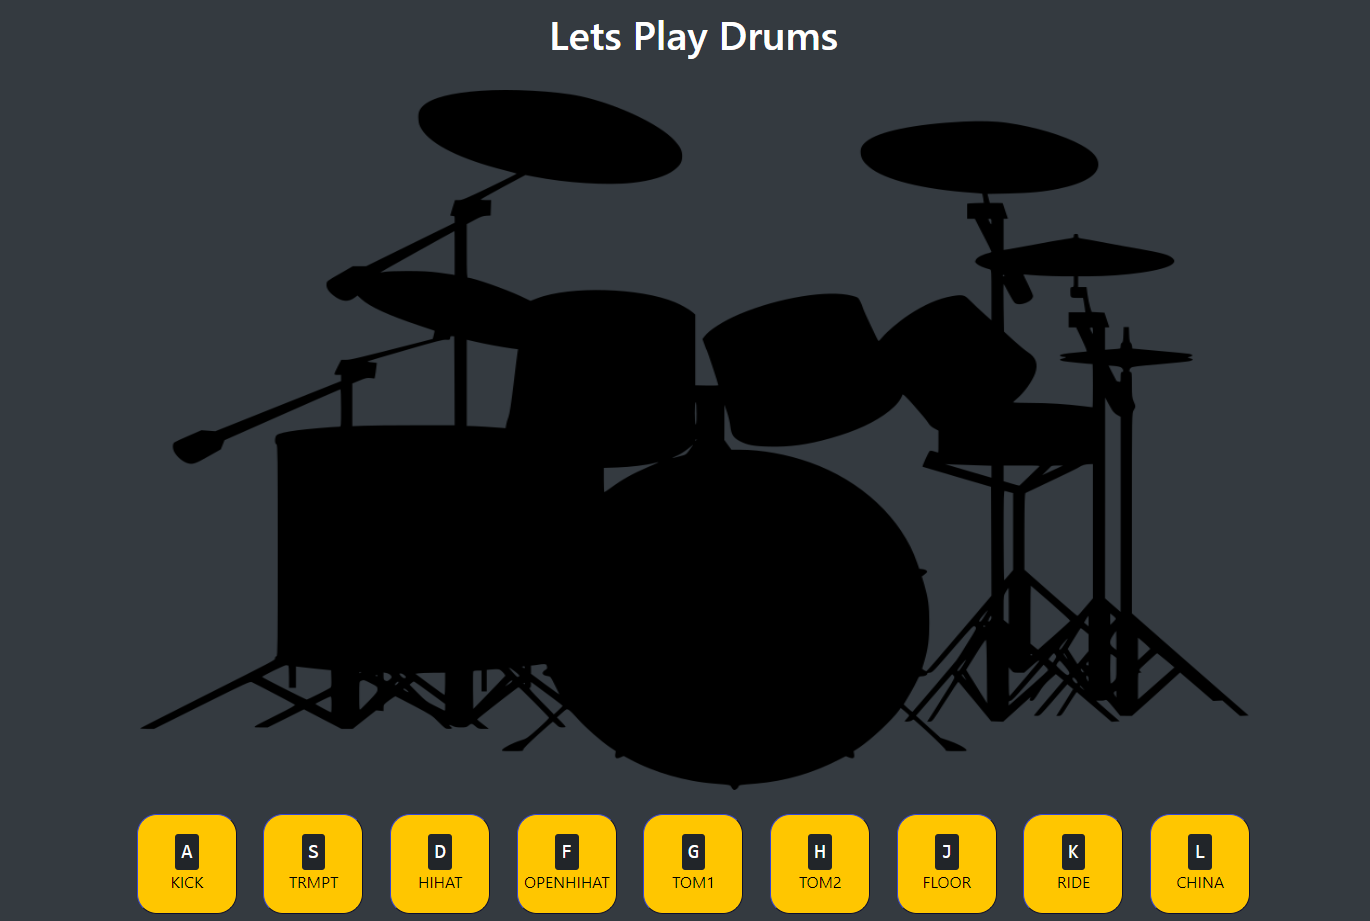 Lets Play Drums
A S D F G H J K L
KICK TRMPT HIHAT OPENHIHAT TOM1 TOM2 FLOOR RIDE CHINA